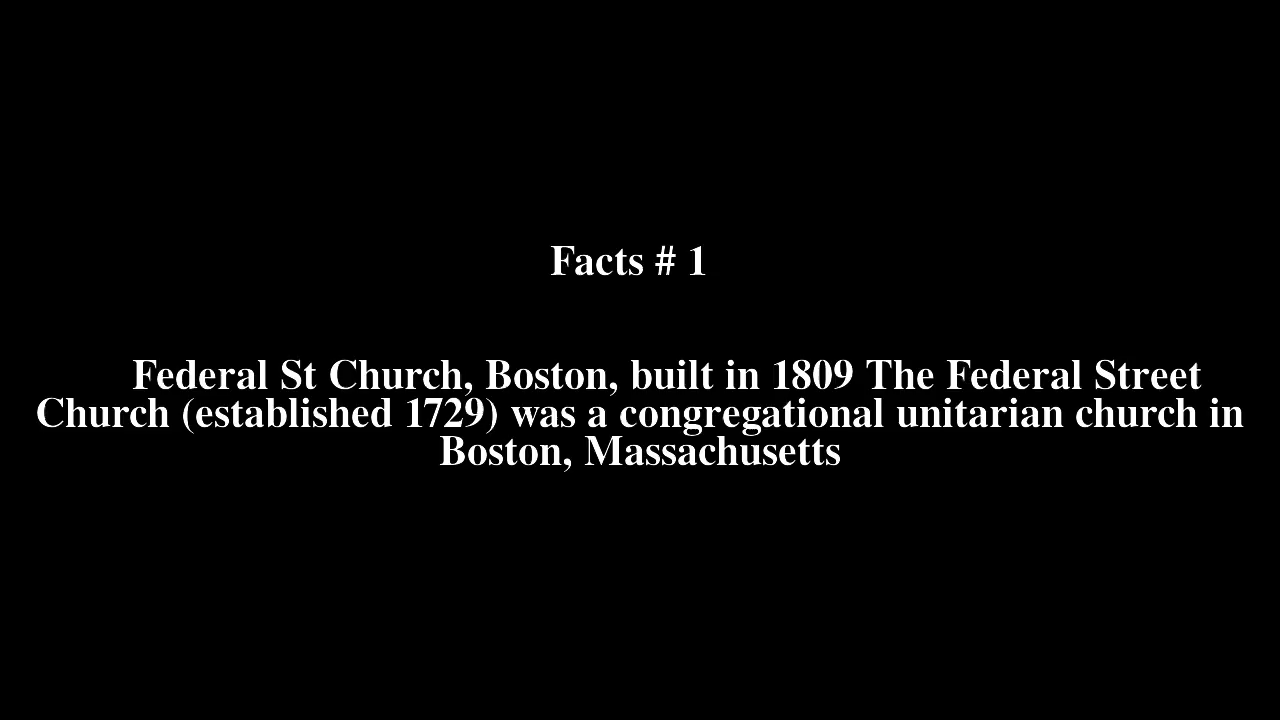 Facts # 1
Federal St Church, Boston, built in 1809 The Federal Street
Church (established 1729) was a congregational unitarian church in
Boston, Massachusetts